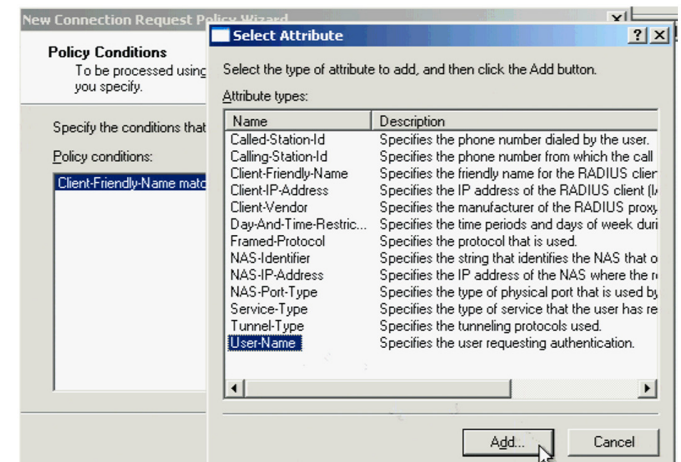 New Connection Request Policy Wizard
Select Attribute
Policy Conditions
To be processed using
you specify.
Specify the conditions that
Policy conditions:
Client-Friendly-Name matc
Select the type of attribute to add, and then click the Add button.
Attribute types:
Name Description
Called-Station-Id Specifies the phone number dialed by the user.
Calling-Station-Id Specifies the phone number from which the call
Client-Friendly-Name Specifies the friendly name for the RADIUS clien
Client-IP-Address Specifies the IP address of the RADIUS client (I
Client-Vendor Specifies the manufacturer of the RADIUS proxy
Day-And-Time-Restric... Specifies the time periods and days of week duri
Framed-Protocol Specifies the protocol that is used.
NAS-Identifier Specifies the string that identifies the NAS that o
NAS-IP-Address Specifies the IP address of the NAS where the
NAS-Port-Type Specifies the type of physical port that is used by
Service-Type Specifies the type of service that the user has re
Tunnel-Type Specifies the tunneling protocols used.
User-Name Specifies the user requesting authentication.
Add... Cancel